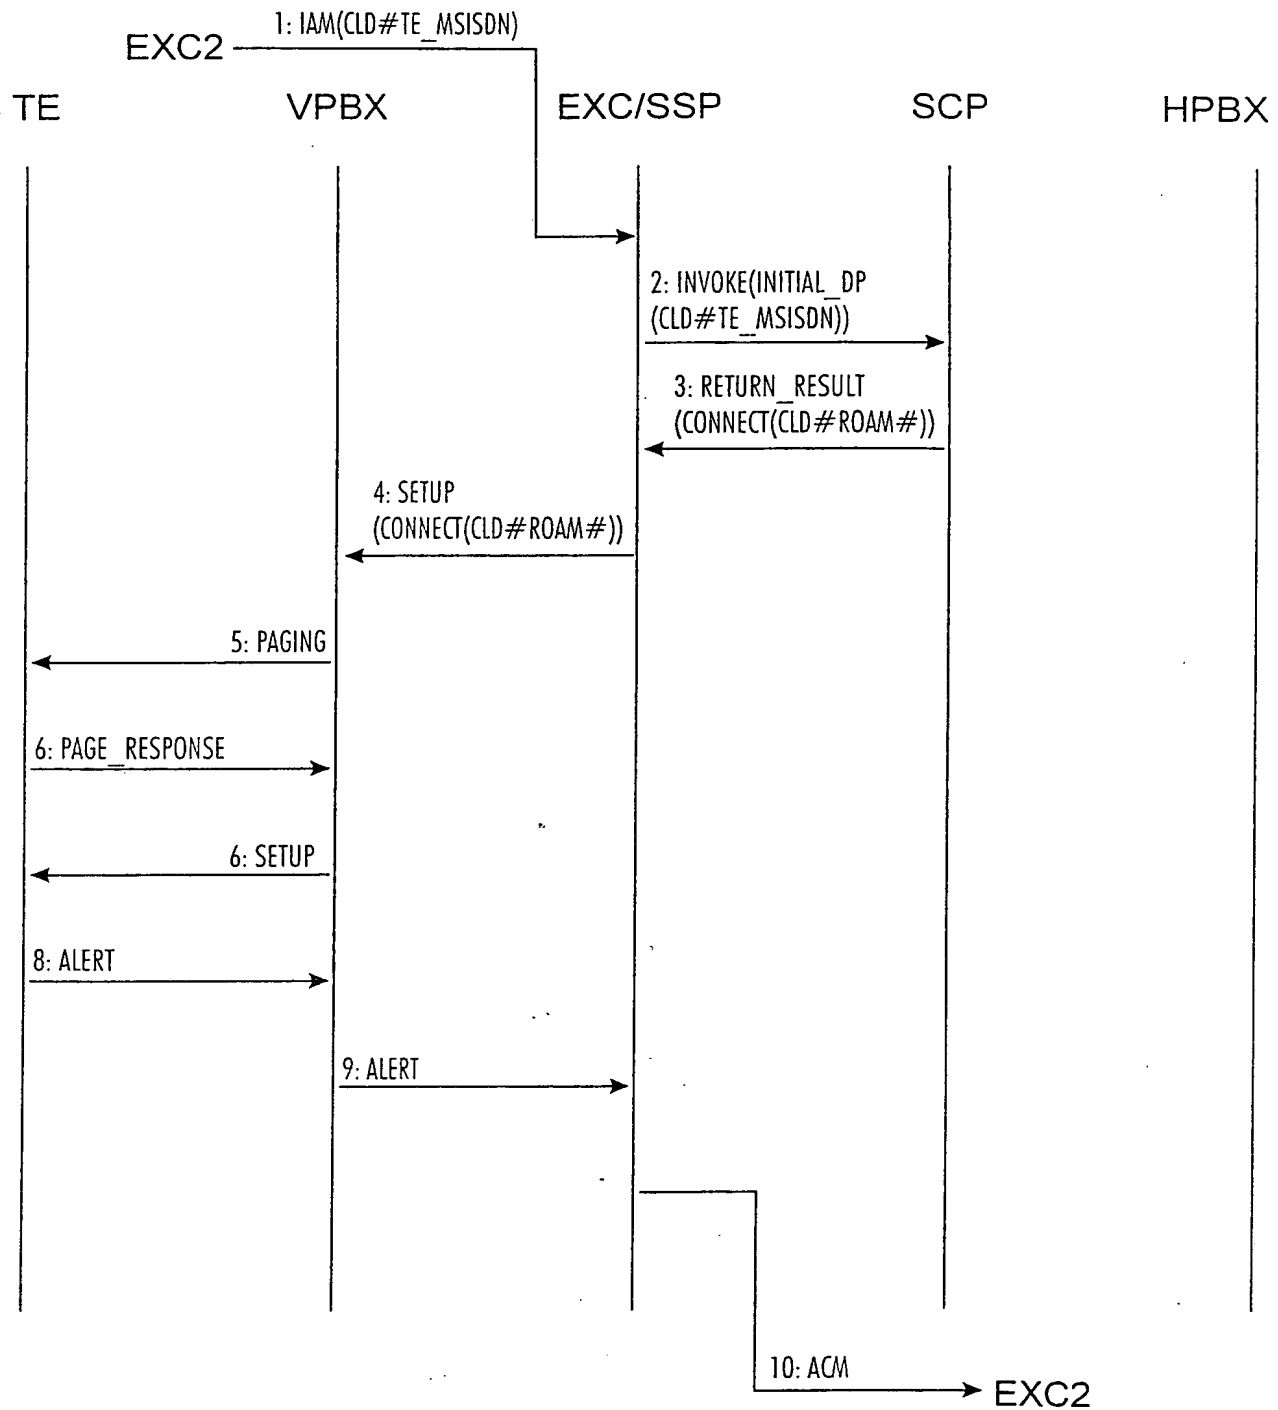 1: IAM(CLD#TE_MSISDN)
EXC2
TE VPBX EXC/SSP SCP HPBX
2: INVOKE(INITIAL_DP
(CLD#TE_MSISDN))
3: RETURN_RESULT
(CONNECT(CLD#ROAM#))
4: SETUP
(CONNECT(CLD#ROAM#))
5: PAGING
6: PAGE_RESPONSE
6: SETUP
8: ALERT
9: ALERT
10: ACM
EXC2